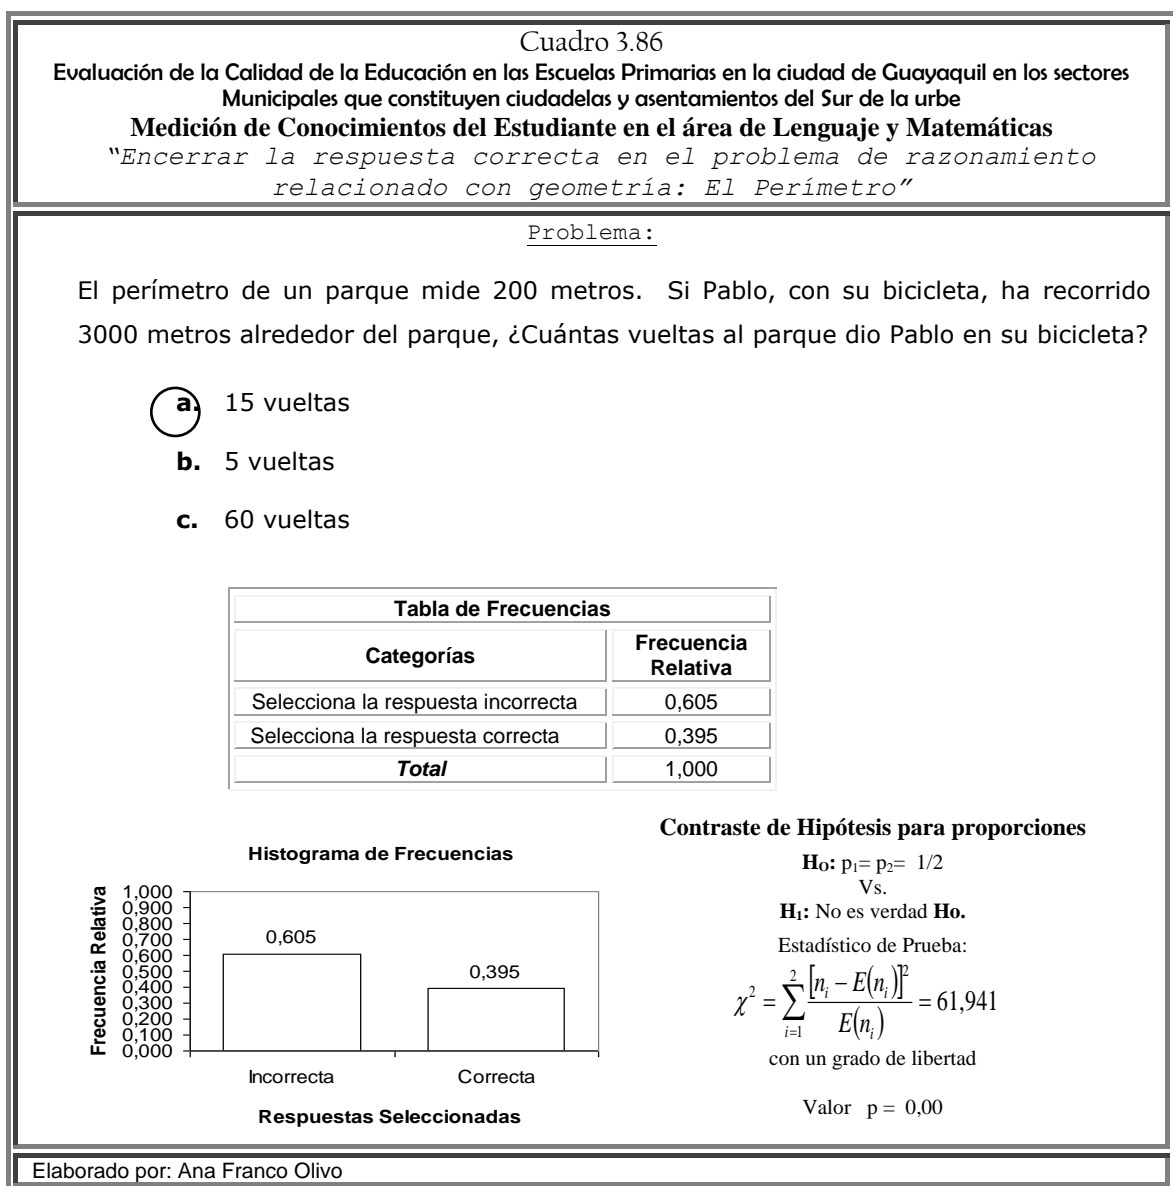 Cuadro 3.86
Evaluación de la Calidad de la Educación en las Escuelas Primarias en la ciudad de Guayaquil en los sectores
Municipales que constituyen ciudadelas y asentamientos del Sur de la urbe
Medición de Conocimientos del Estudiante en el área de Lenguaje y Matemáticas
“Encerrar la respuesta correcta en el problema de razonamiento
relacionado con geometría: El Perímetro”
Problema:
El perímetro de un parque mide 200 metros. Si Pablo, con su bicicleta, ha recorrido
3000 metros alrededor del parque, ¿Cuántas vueltas al parque dio Pablo en su bicicleta?
a. 15 vueltas
b. 5 vueltas
c. 60 vueltas
Tabla de Frecuencias
Categorías
Frecuencia
Relativa
Selecciona la respuesta incorrecta 0,605
Selecciona la respuesta correcta 0,395
Total 1,000
Histograma de Frecuencias
Frecuencia Relativa
1,000
0,900
0,800
0,700
0,600
0,500
0,400
0,300
0,200
0,100
0,000
0,605
0,395
Incorrecta Correcta
Respuestas Seleccionadas
Contraste de Hipótesis para proporciones
H₀: p₁= p₂= 1/2
Vs.
H₁: No es verdad Ho.
Estadístico de Prueba:
χ² = ∑_{i=1}^{2} [n_i − E(n_i)]² / E(n_i) = 61,941
con un grado de libertad
Valor p = 0,00
Elaborado por: Ana Franco Olivo